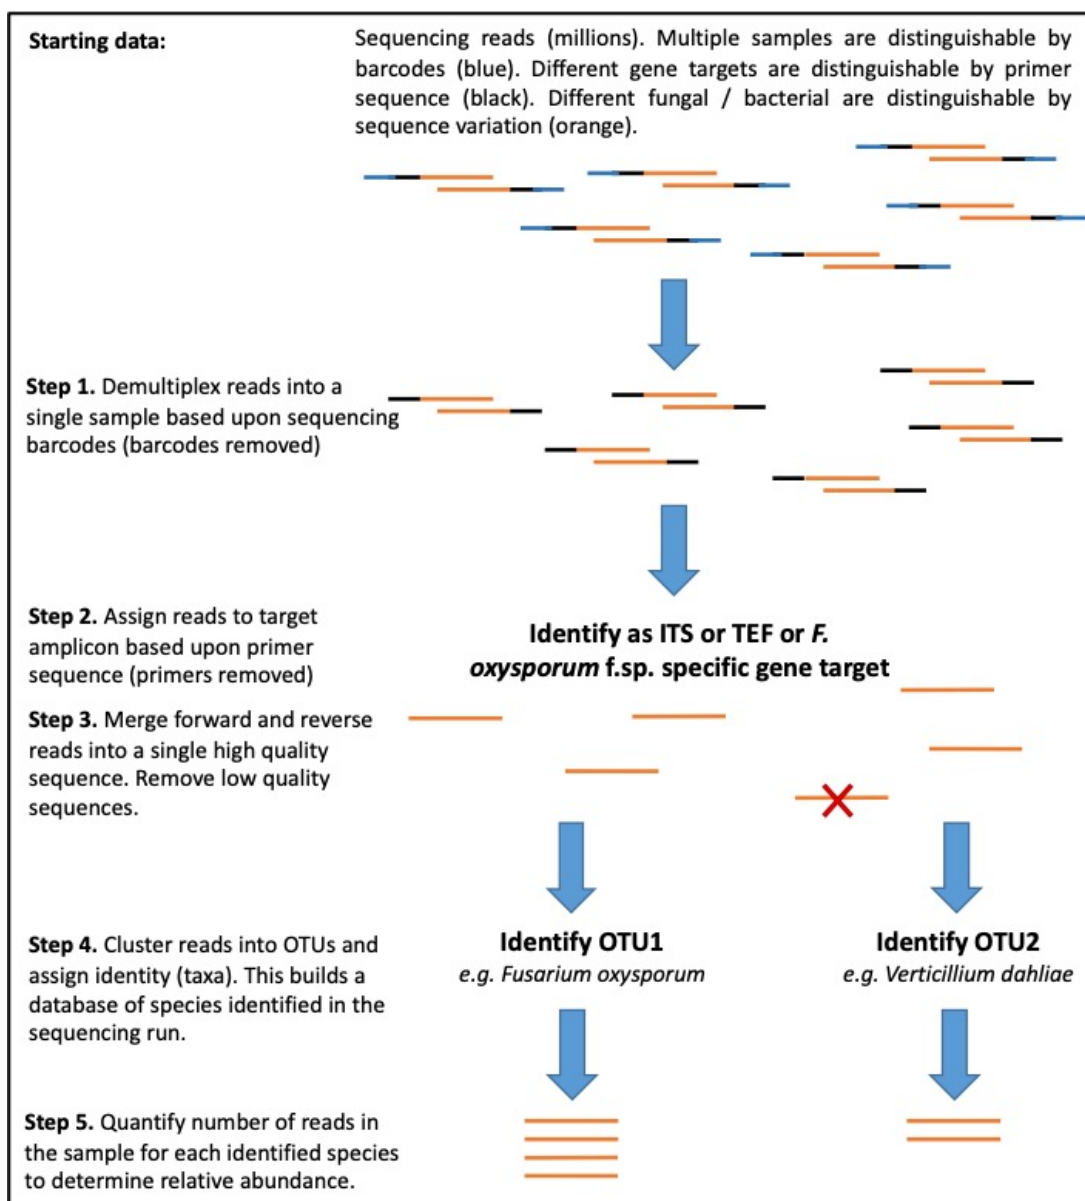 Starting data:
Sequencing reads (millions). Multiple samples are distinguishable by
barcodes (blue). Different gene targets are distinguishable by primer
sequence (black). Different fungal / bacterial are distinguishable by
sequence variation (orange).
Step 1. Demultiplex reads into a
single sample based upon sequencing
barcodes (barcodes removed)
Step 2. Assign reads to target
amplicon based upon primer
sequence (primers removed)
Identify as ITS or TEF or F.
oxysporum f.sp. specific gene target
Step 3. Merge forward and reverse
reads into a single high quality
sequence. Remove low quality
sequences.
Step 4. Cluster reads into OTUs and
assign identity (taxa). This builds a
database of species identified in the
sequencing run.
Identify OTU1
e.g. Fusarium oxysporum
Identify OTU2
e.g. Verticillium dahliae
Step 5. Quantify number of reads in
the sample for each identified species
to determine relative abundance.